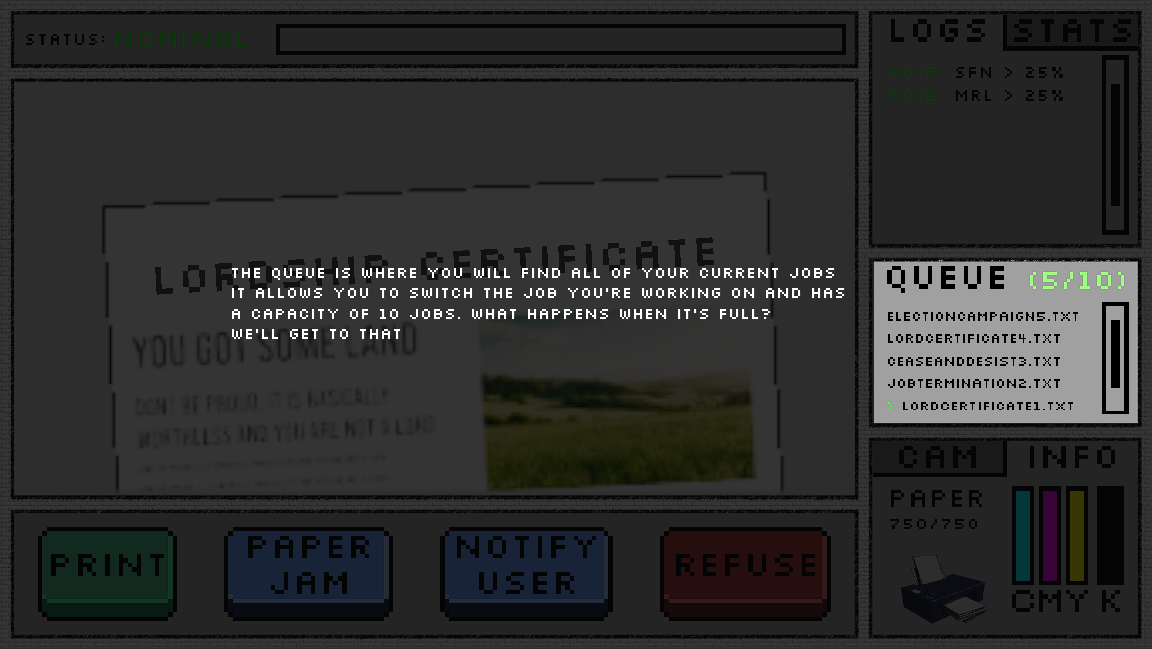 STATUS: NOMINAL
LOGS STATS
NOTE: SFN > 25%
NOTE: MRL > 25%
LORDSHIP CERTIFICATE
THE QUEUE IS WHERE YOU WILL FIND ALL OF YOUR CURRENT JOBS
IT ALLOWS YOU TO SWITCH THE JOB YOU'RE WORKING ON AND HAS
A CAPACITY OF 10 JOBS. WHAT HAPPENS WHEN IT'S FULL?
WE'LL GET TO THAT
YOU GOT SOME LAND
DONT BE PROUD. IT IS BASICALLY
WORTHLESS AND YOU ARE NOT A LORD
QUEUE (5/10)
ELECTIONCAMPAIGN5.TXT
LORDCERTIFICATE4.TXT
CEASEANDDESIST3.TXT
JOBTERMINATION2.TXT
> LORDCERTIFICATE1.TXT
CAM INFO
PAPER
750/750
CMY K
PRINT
PAPER
JAM
NOTIFY
USER
REFUSE